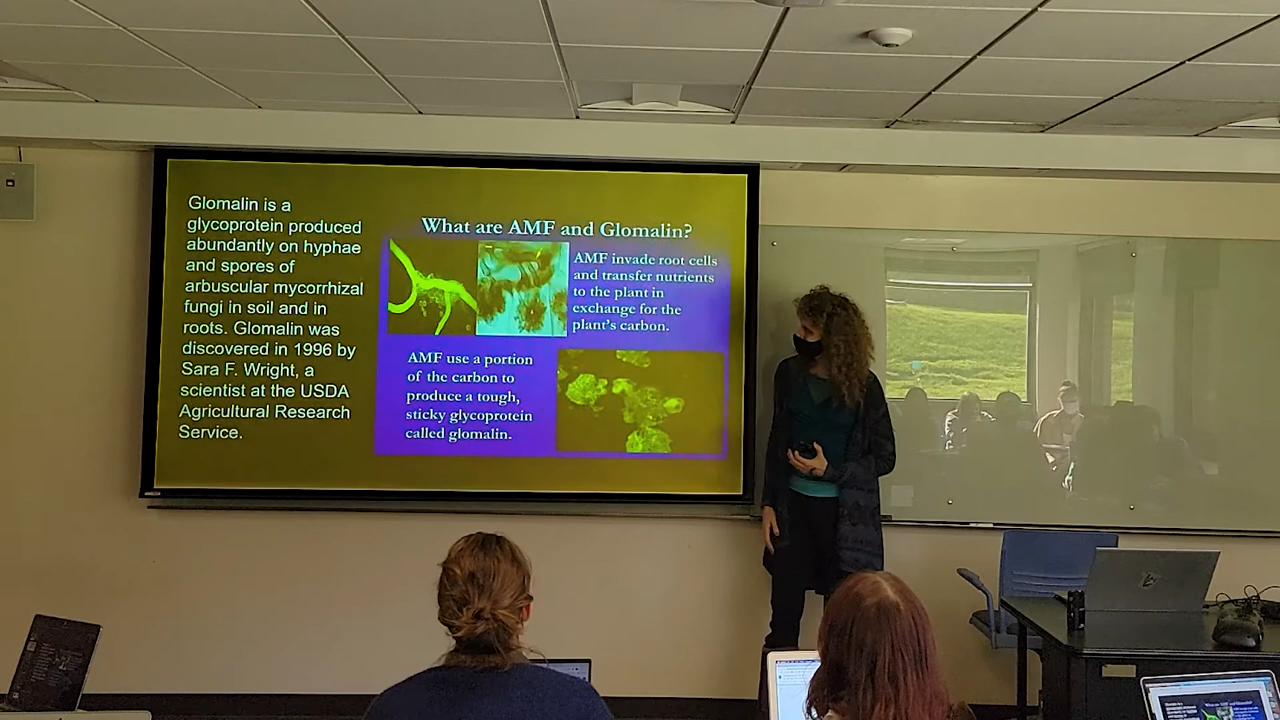 Glomalin is a
glycoprotein produced
abundantly on hyphae
and spores of
arbuscular mycorrhizal
fungi in soil and in
roots. Glomalin was
discovered in 1996 by
Sara F. Wright, a
scientist at the USDA
Agricultural Research
Service.
What are AMF and Glomalin?
AMF invade root cells
and transfer nutrients
to the plant in
exchange for the
plant's carbon.
AMF use a portion
of the carbon to
produce a tough,
sticky glycoprotein
called glomalin.